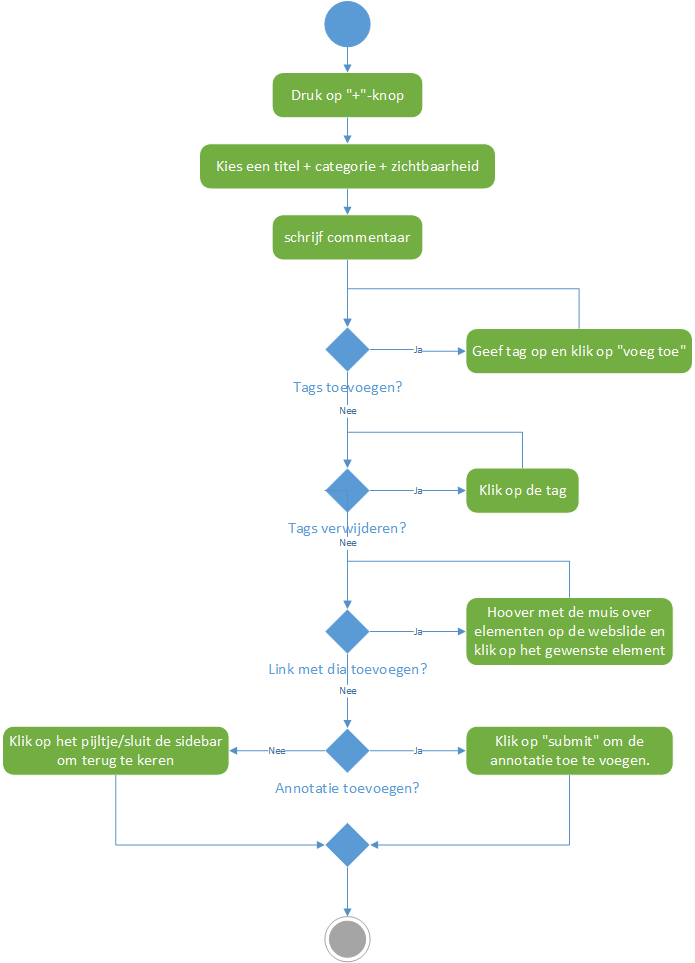 Druk op "+"-knop
Kies een titel + categorie + zichtbaarheid
schrijf commentaar
Ja
Geef tag op en klik op "voeg toe"
Tags toevoegen?
Nee
Ja
Klik op de tag
Tags verwijderen?
Nee
Ja
Hoover met de muis over
elementen op de webslide en
klik op het gewenste element
Link met dia toevoegen?
Nee
Klik op het pijltje/sluit de sidebar
om terug te keren
Nee
Ja
Klik op "submit" om de
annotatie toe te voegen.
Annotatie toevoegen?